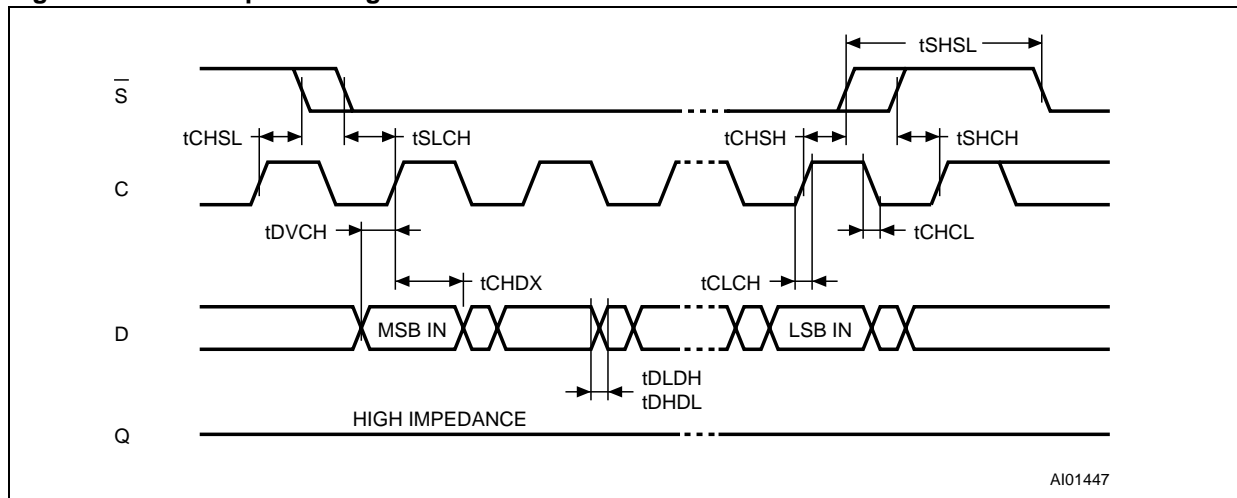 tSHSL
S
tCHSL
tSLCH
tCHSH
tSHCH
C
tDVCH
tCHCL
tCHDX
tCLCH
D
MSB IN
LSB IN
tDLDH
tDHDL
HIGH IMPEDANCE
Q
AI01447